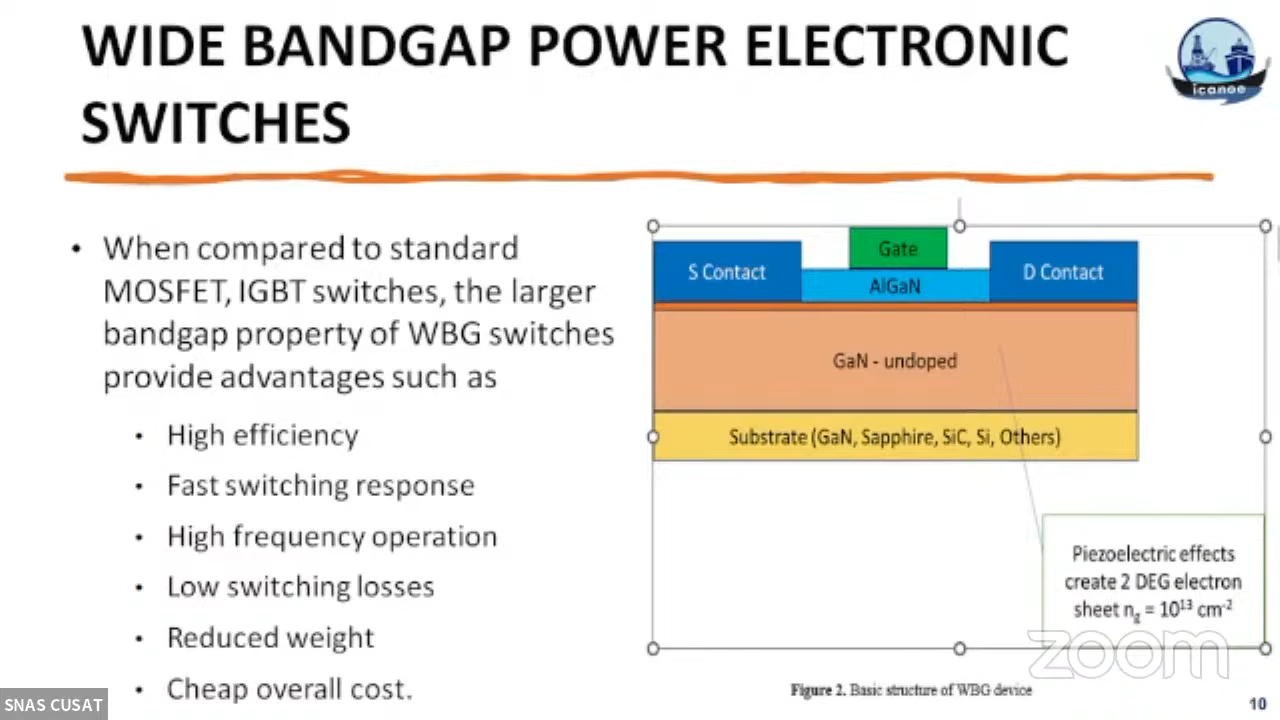 WIDE BANDGAP POWER ELECTRONIC
SWITCHES
icanoe
• When compared to standard
MOSFET, IGBT switches, the larger
bandgap property of WBG switches
provide advantages such as
• High efficiency
• Fast switching response
• High frequency operation
• Low switching losses
• Reduced weight
• Cheap overall cost.
Gate
S Contact
D Contact
AlGaN
GaN - undoped
Substrate (GaN, Sapphire, SiC, Si, Others)
Piezoelectric effects
create 2 DEG electron
sheet ng = 10¹³ cm⁻²
zoom
Figure 2. Basic structure of WBG device
SNAS CUSAT
10